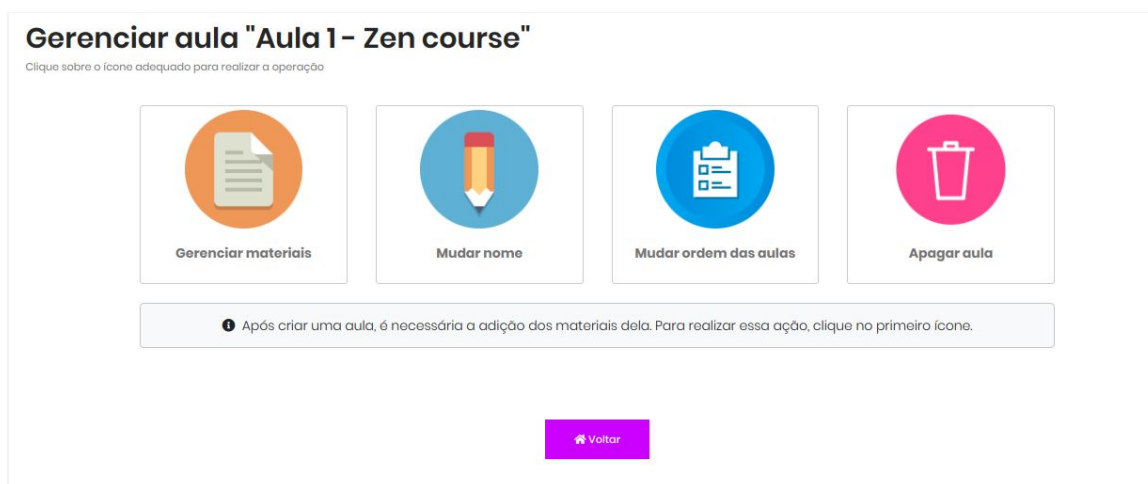 Gerenciar aula "Aula 1 - Zen course"
Clique sobre o ícone adequado para realizar a operação
Gerenciar materiais
Mudar nome
Mudar ordem das aulas
Apagar aula
Após criar uma aula, é necessária a adição dos materiais dela. Para realizar essa ação, clique no primeiro ícone.
Voltar